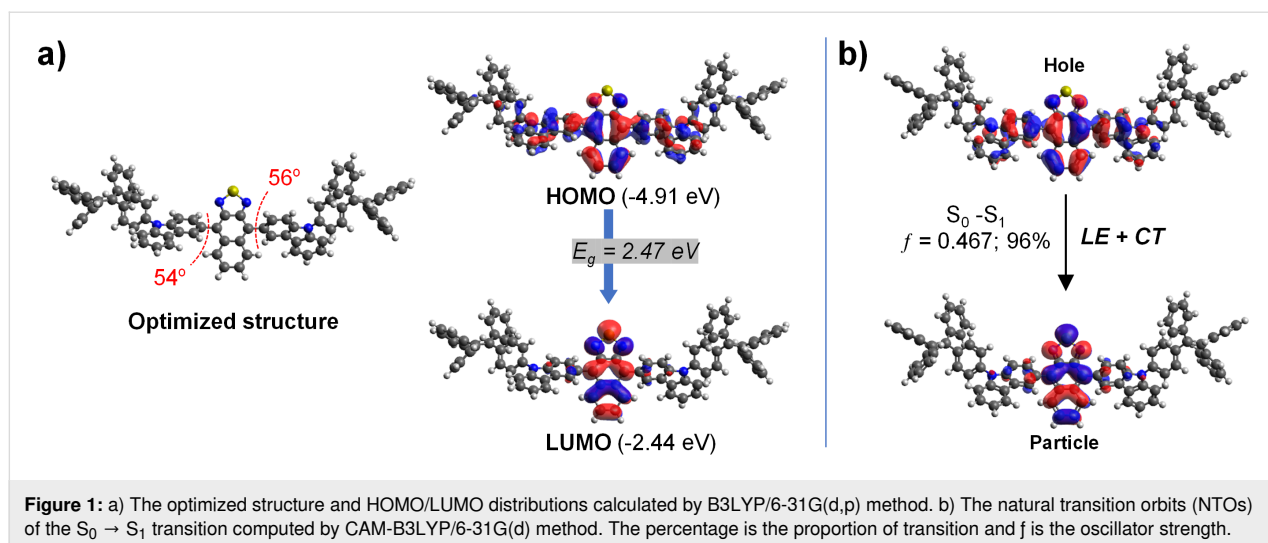 a)
56º
54º
Optimized structure
HOMO (-4.91 eV)
Eg = 2.47 eV
LUMO (-2.44 eV)
b)
Hole
S0 -S1
f = 0.467; 96%
LE + CT
Particle
Figure 1: a) The optimized structure and HOMO/LUMO distributions calculated by B3LYP/6-31G(d,p) method. b) The natural transition orbits (NTOs)
of the S0 → S1 transition computed by CAM-B3LYP/6-31G(d) method. The percentage is the proportion of transition and ƒ is the oscillator strength.